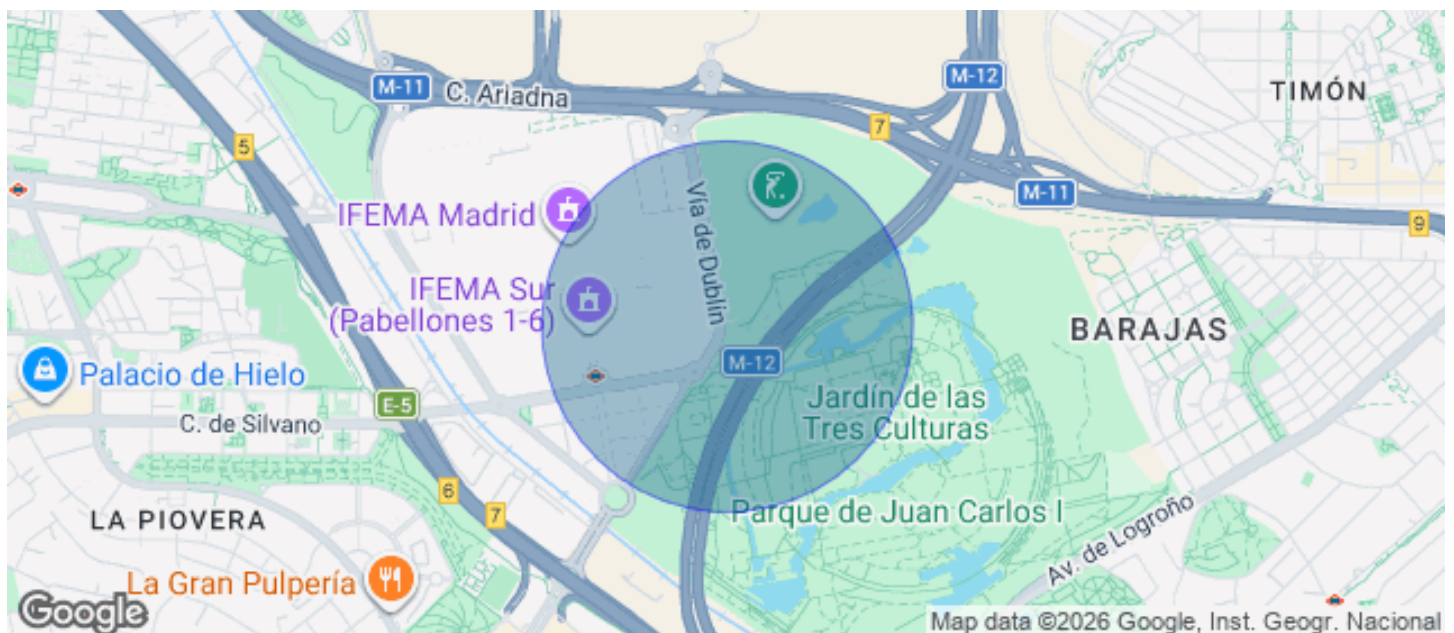 M-11
C. Ariadna
M-12
TIMÓN
5
7
M-11
9
IFEMA Madrid
Vía de Dublín
IFEMA Sur
(Pabellones 1-6)
BARAJAS
Palacio de Hielo
M-12
E-5
Jardín de las
Tres Culturas
C. de Silvano
6
7
LA PIOVERA
Parque de Juan Carlos I
Av. de Logroño
La Gran Pulpería
Google
Map data ©2026 Google, Inst. Geogr. Nacional